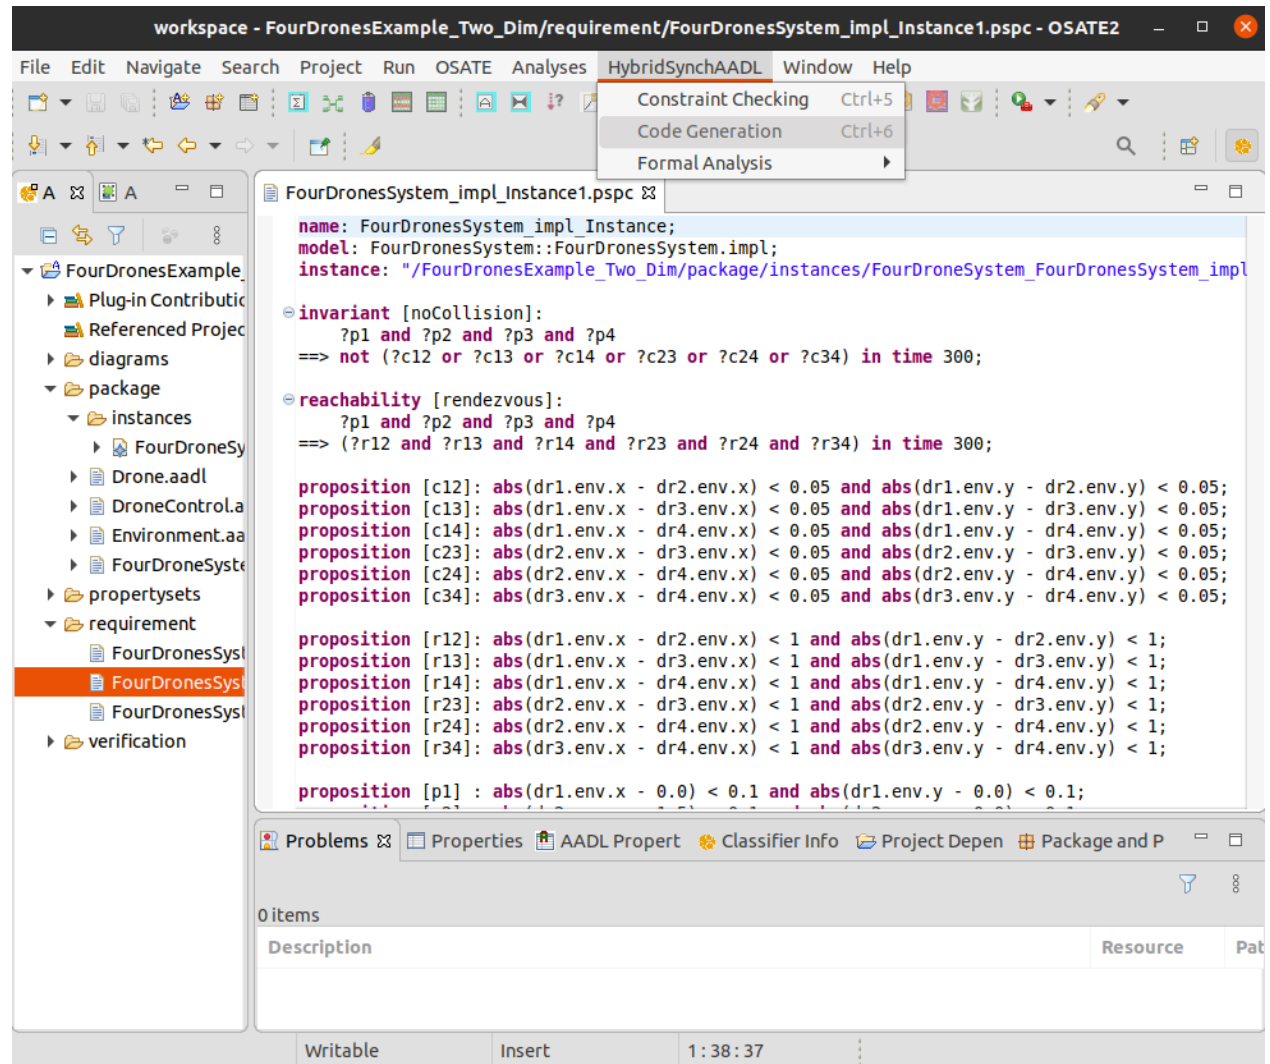 workspace - FourDronesExample_Two_Dim/requirement/FourDronesSystem_impl_Instance1.pspc - OSATE2
File Edit Navigate Search Project Run OSATE Analyses HybridSynchAADL Window Help
Constraint Checking Ctrl+5
Code Generation Ctrl+6
Formal Analysis
A A
FourDronesSystem_impl_Instance1.pspc
FourDronesExample_
Plug-in Contributic
Referenced Projec
diagrams
package
instances
FourDroneSy
Drone.aadl
DroneControl.a
Environment.aa
FourDroneSyste
propertysets
requirement
FourDronesSyst
FourDronesSyst
FourDronesSyst
verification
name: FourDronesSystem_impl_Instance;
model: FourDronesSystem::FourDronesSystem.impl;
instance: "/FourDronesExample_Two_Dim/package/instances/FourDroneSystem_FourDronesSystem_impl
invariant [noCollision]:
?p1 and ?p2 and ?p3 and ?p4
==> not (?c12 or ?c13 or ?c14 or ?c23 or ?c24 or ?c34) in time 300;
reachability [rendezvous]:
?p1 and ?p2 and ?p3 and ?p4
==> (?r12 and ?r13 and ?r14 and ?r23 and ?r24 and ?r34) in time 300;
proposition [c12]: abs(dr1.env.x - dr2.env.x) < 0.05 and abs(dr1.env.y - dr2.env.y) < 0.05;
proposition [c13]: abs(dr1.env.x - dr3.env.x) < 0.05 and abs(dr1.env.y - dr3.env.y) < 0.05;
proposition [c14]: abs(dr1.env.x - dr4.env.x) < 0.05 and abs(dr1.env.y - dr4.env.y) < 0.05;
proposition [c23]: abs(dr2.env.x - dr3.env.x) < 0.05 and abs(dr2.env.y - dr3.env.y) < 0.05;
proposition [c24]: abs(dr2.env.x - dr4.env.x) < 0.05 and abs(dr2.env.y - dr4.env.y) < 0.05;
proposition [c34]: abs(dr3.env.x - dr4.env.x) < 0.05 and abs(dr3.env.y - dr4.env.y) < 0.05;
proposition [r12]: abs(dr1.env.x - dr2.env.x) < 1 and abs(dr1.env.y - dr2.env.y) < 1;
proposition [r13]: abs(dr1.env.x - dr3.env.x) < 1 and abs(dr1.env.y - dr3.env.y) < 1;
proposition [r14]: abs(dr1.env.x - dr4.env.x) < 1 and abs(dr1.env.y - dr4.env.y) < 1;
proposition [r23]: abs(dr2.env.x - dr3.env.x) < 1 and abs(dr2.env.y - dr3.env.y) < 1;
proposition [r24]: abs(dr2.env.x - dr4.env.x) < 1 and abs(dr2.env.y - dr4.env.y) < 1;
proposition [r34]: abs(dr3.env.x - dr4.env.x) < 1 and abs(dr3.env.y - dr4.env.y) < 1;
proposition [p1] : abs(dr1.env.x - 0.0) < 0.1 and abs(dr1.env.y - 0.0) < 0.1;
Problems Properties AADL Propert Classifier Info Project Depen Package and P
0 items
Description Resource Pat
Writable Insert 1 : 38 : 37